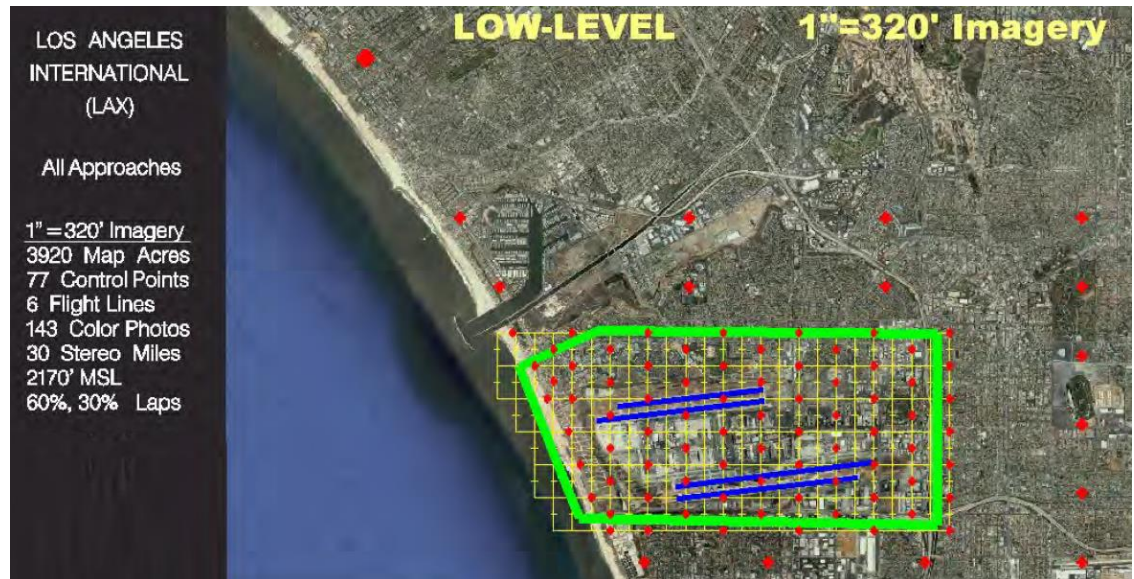 LOW-LEVEL 1"=320' Imagery
LOS ANGELES
INTERNATIONAL
(LAX)
All Approaches
1"=320' Imagery
3920 Map Acres
77 Control Points
6 Flight Lines
143 Color Photos
30 Stereo Miles
2170' MSL
60%, 30% Laps